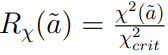 R_χ(ã) = χ²(ã) / χ²_crit